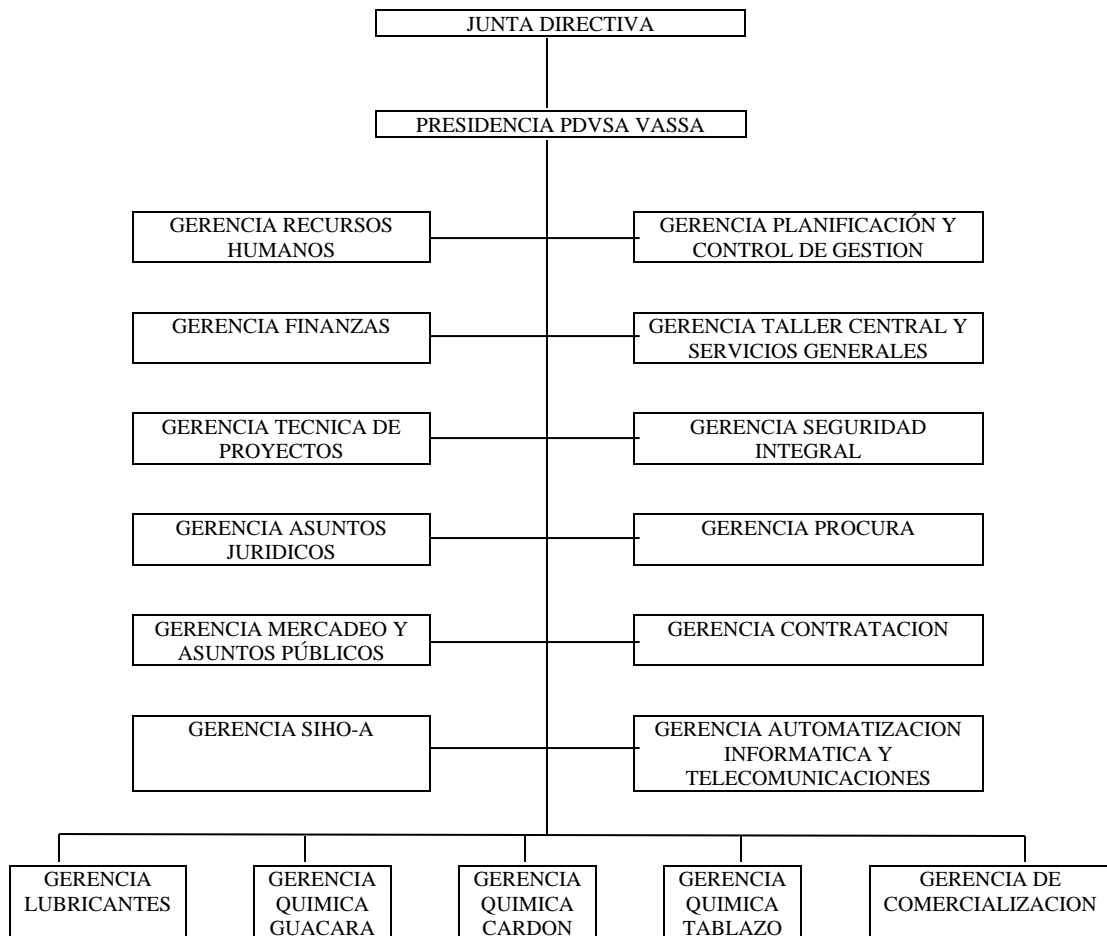 JUNTA DIRECTIVA
PRESIDENCIA PDVSA VASSA
GERENCIA RECURSOS
HUMANOS
GERENCIA PLANIFICACIÓN Y
CONTROL DE GESTION
GERENCIA FINANZAS
GERENCIA TALLER CENTRAL Y
SERVICIOS GENERALES
GERENCIA TECNICA DE
PROYECTOS
GERENCIA SEGURIDAD
INTEGRAL
GERENCIA ASUNTOS
JURIDICOS
GERENCIA PROCURA
GERENCIA MERCADEO Y
ASUNTOS PÚBLICOS
GERENCIA CONTRATACION
GERENCIA SIHO-A
GERENCIA AUTOMATIZACION
INFORMATICA Y
TELECOMUNICACIONES
GERENCIA
LUBRICANTES
GERENCIA
QUIMICA
GUACARA
GERENCIA
QUIMICA
CARDON
GERENCIA
QUIMICA
TABLAZO
GERENCIA DE
COMERCIALIZACION